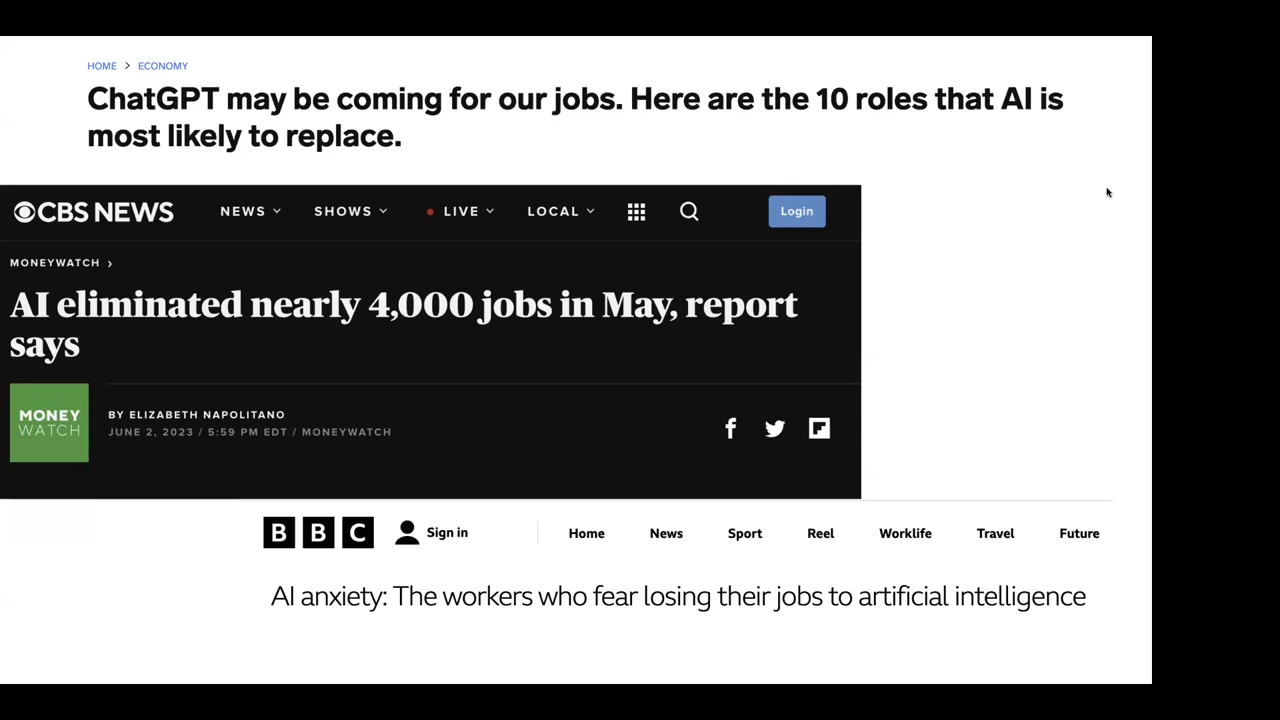 HOME > ECONOMY
ChatGPT may be coming for our jobs. Here are the 10 roles that AI is
most likely to replace.
CBS NEWS NEWS SHOWS LIVE LOCAL Login
MONEYWATCH >
AI eliminated nearly 4,000 jobs in May, report
says
MONEY
WATCH
BY ELIZABETH NAPOLITANO
JUNE 2, 2023 / 5:59 PM EDT / MONEYWATCH
BBC Sign in Home News Sport Reel Worklife Travel Future
AI anxiety: The workers who fear losing their jobs to artificial intelligence